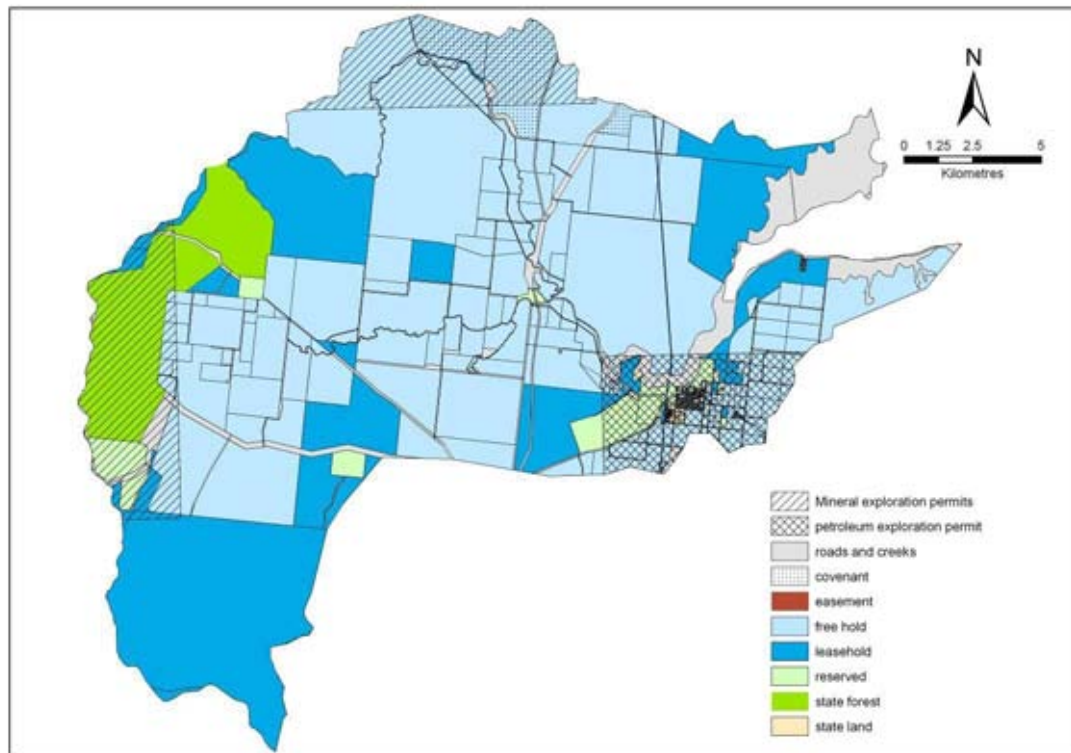 N
0 1.25 2.5 5
Kilometres
Mineral exploration permits
petroleum exploration permit
roads and creeks
covenant
easement
free hold
leasehold
reserved
state forest
state land